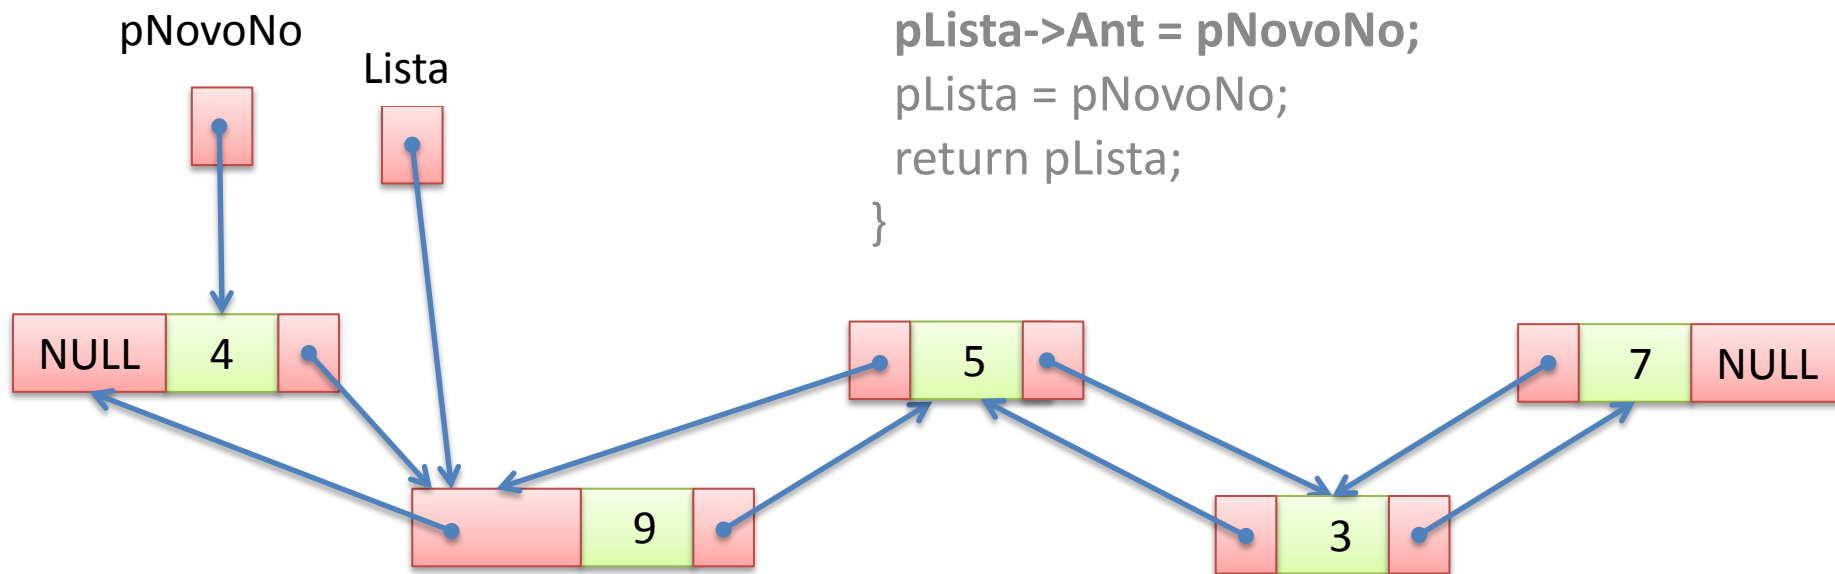 pNovoNo
Lista
pLista->Ant = pNovoNo;
pLista = pNovoNo;
return pLista;
}
NULL 4
9
5
3
7 NULL